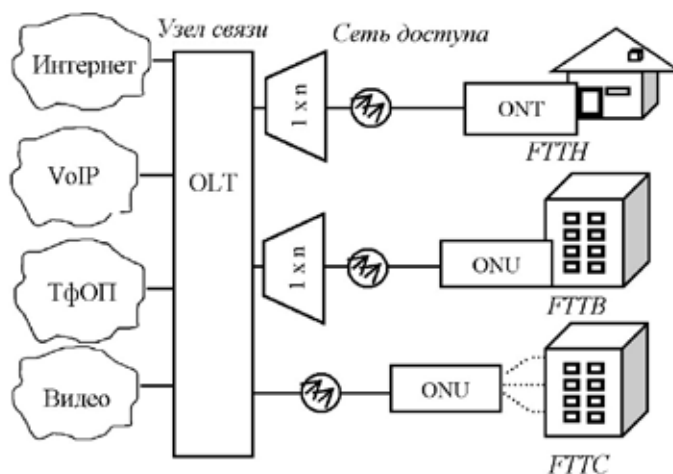 Узел связи
Сеть доступа
Интернет
VoIP
ТфОП
Видео
OLT
1 x n
ONT
FTTH
1 x n
ONU
FTTB
ONU
FTTC